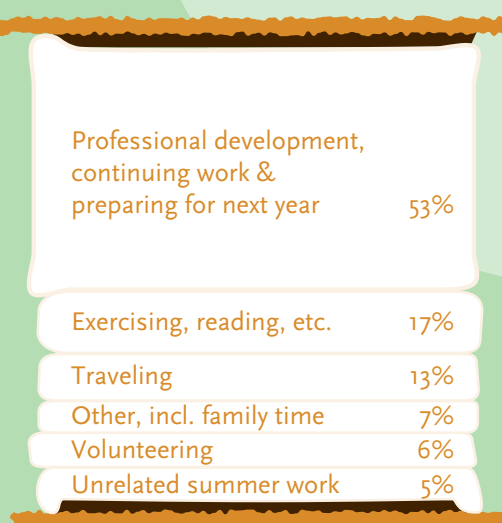 Professional development,
continuing work &
preparing for next year 53%
Exercising, reading, etc. 17%
Traveling 13%
Other, incl. family time 7%
Volunteering 6%
Unrelated summer work 5%